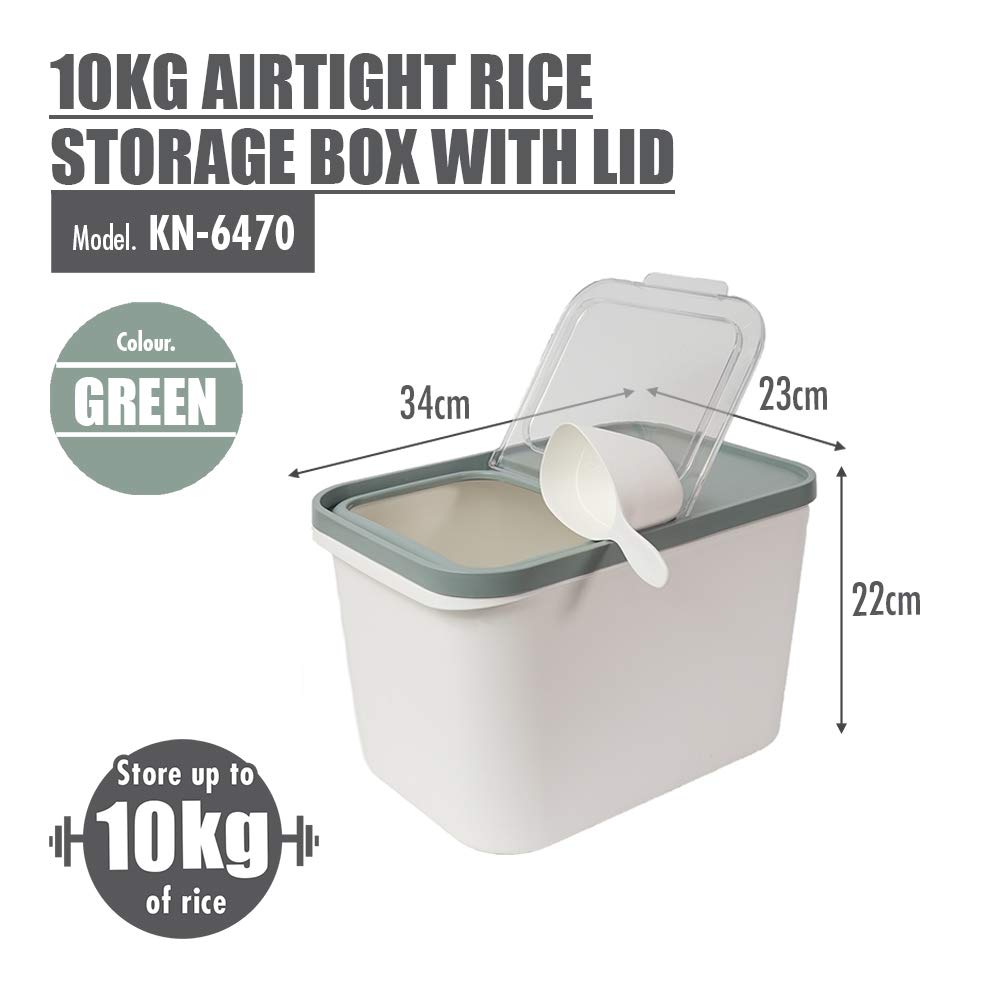 10KG AIRTIGHT RICE
STORAGE BOX WITH LID
Model. KN-6470
Colour.
GREEN
34cm
23cm
22cm
Store up to
10kg
of rice